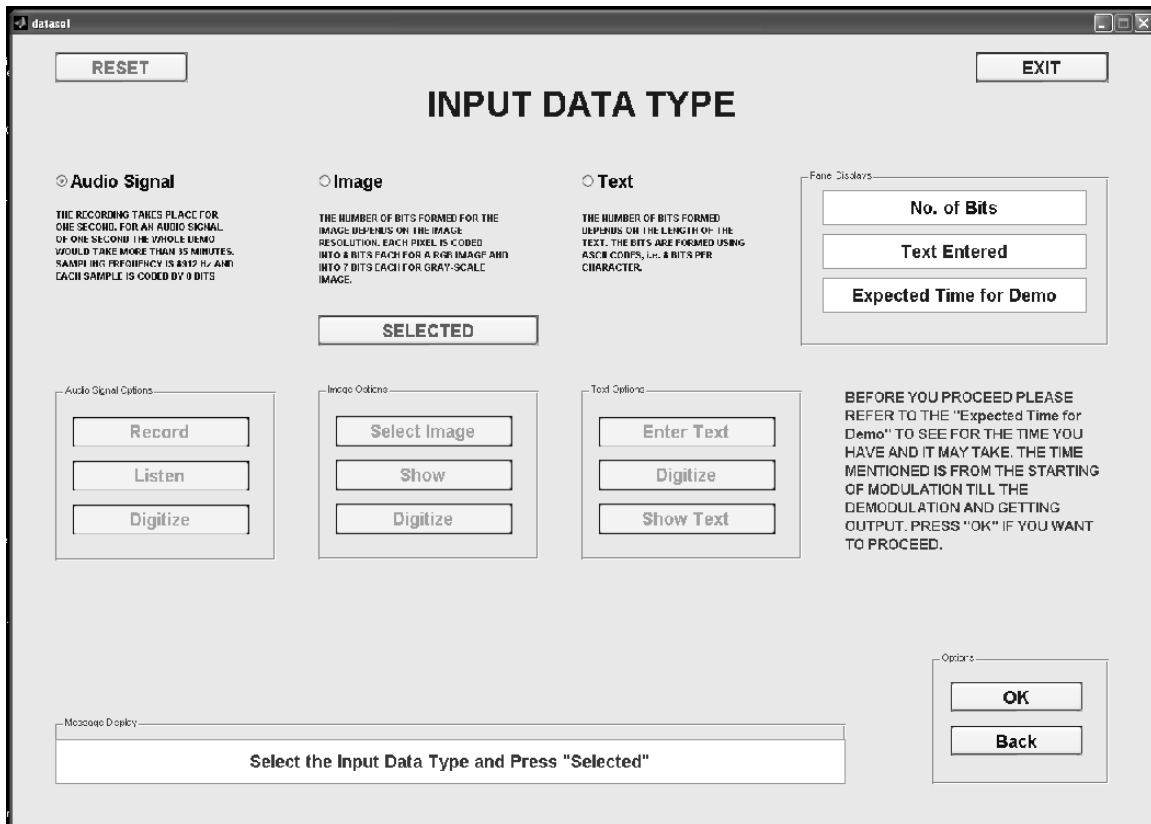 datasel
RESET
EXIT
INPUT DATA TYPE
Audio Signal
THE RECORDING TAKES PLACE FOR
ONE SECOND. FOR AN AUDIO SIGNAL
OF ONE SECOND THE WHOLE DEMO
WOULD TAKE MORE THAN 35 MINUTES.
SAMPLING FREQUENCY IS Hz AND
EACH SAMPLE IS CODED BY BITS
Image
THE NUMBER OF BITS FORMED FOR THE
IMAGE DEPENDS ON THE IMAGE
RESOLUTION. EACH PIXEL IS CODED
INTO 8 BITS EACH FOR A RGB IMAGE AND
INTO 7 BITS EACH FOR GRAY-SCALE
IMAGE.
SELECTED
Text
THE NUMBER OF BITS FORMED
DEPENDS ON THE LENGTH OF THE
TEXT. THE BITS ARE FORMED USING
ASCII CODES, i.e. 8 BITS PER
CHARACTER.
Pane Displays
No. of Bits
Text Entered
Expected Time for Demo
Audio Signal Options
Record
Listen
Digitize
Image Options
Select Image
Show
Digitize
Text Options
Enter Text
Digitize
Show Text
BEFORE YOU PROCEED PLEASE
REFER TO THE "Expected Time for
Demo" TO SEE FOR THE TIME YOU
HAVE AND IT MAY TAKE. THE TIME
MENTIONED IS FROM THE STARTING
OF MODULATION TILL THE
DEMODULATION AND GETTING
OUTPUT. PRESS "OK" IF YOU WANT
TO PROCEED.
Options
OK
Back
Message Display
Select the Input Data Type and Press "Selected"